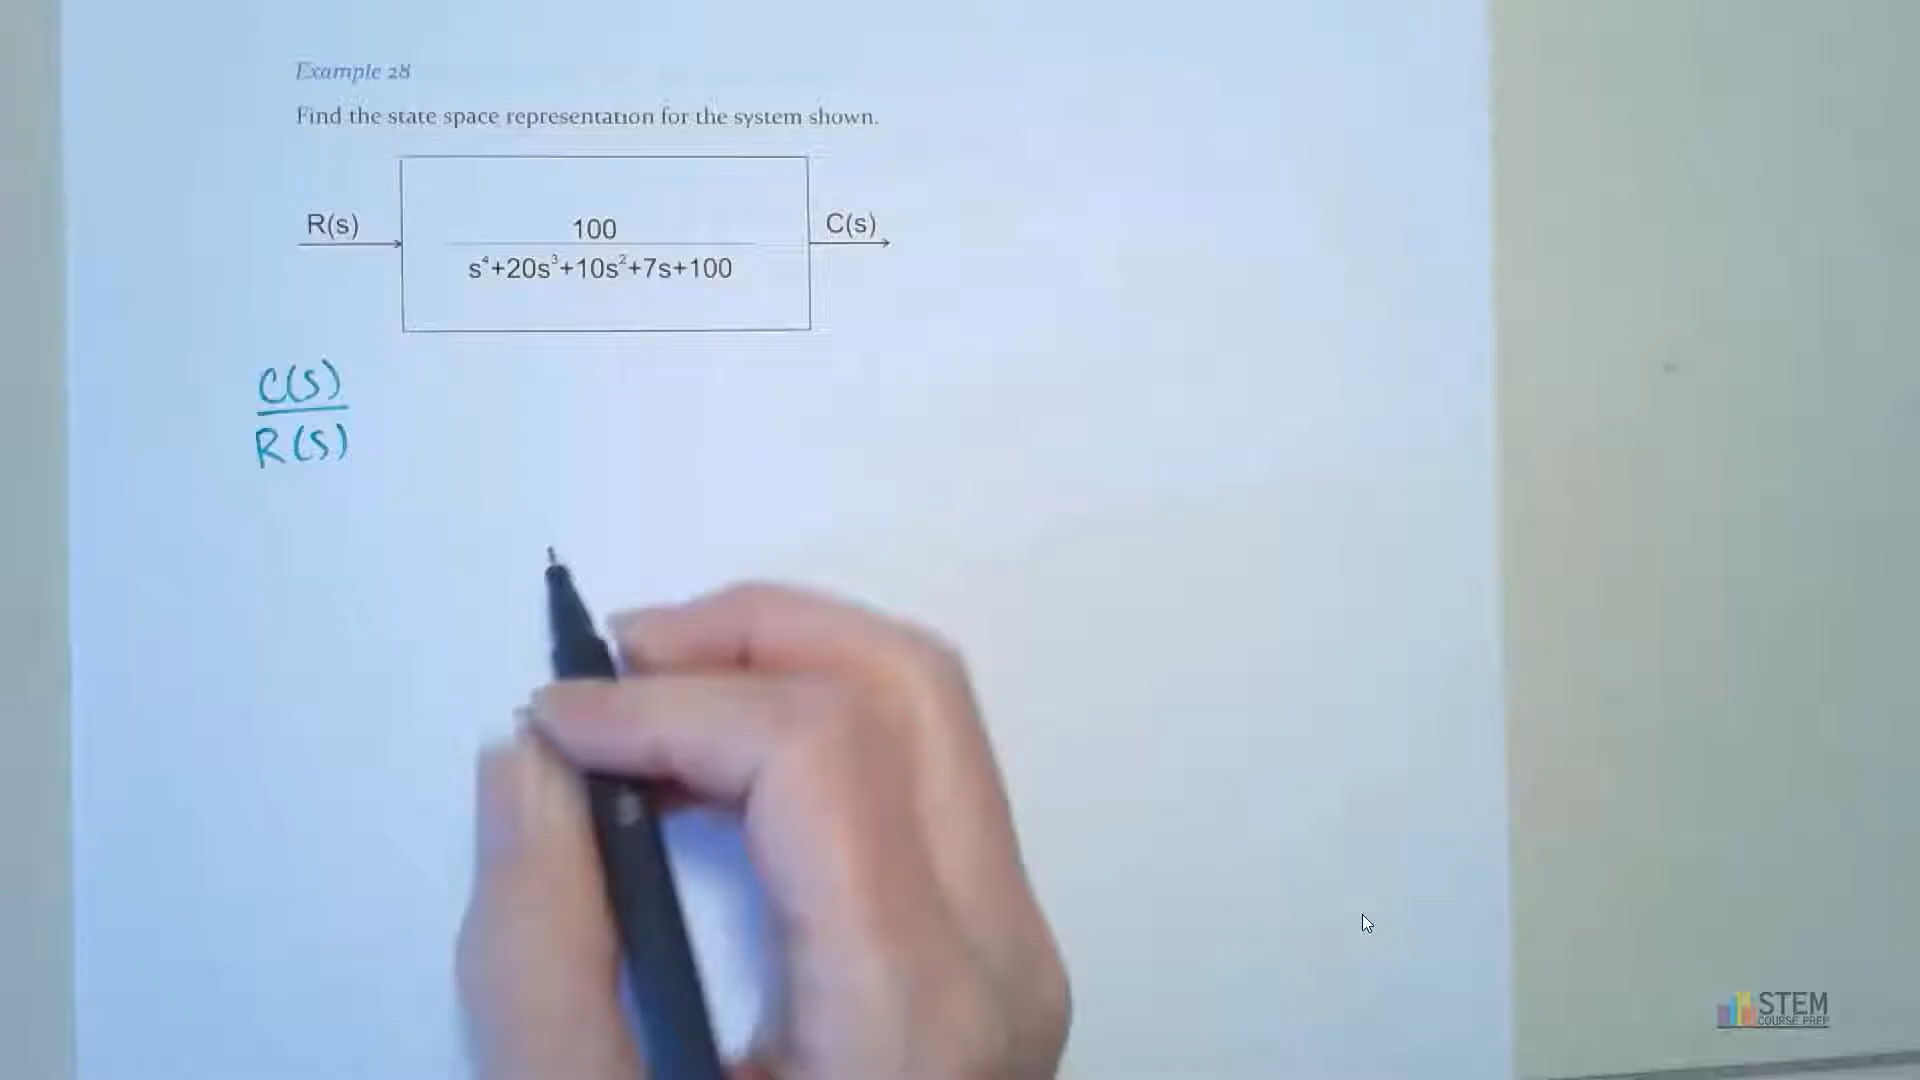 Example 28
Find the state space representation for the system shown.
R(s)
100
s⁴+20s³+10s²+7s+100
C(s)
C(s)
R(s)
STEM
COURSE PREP